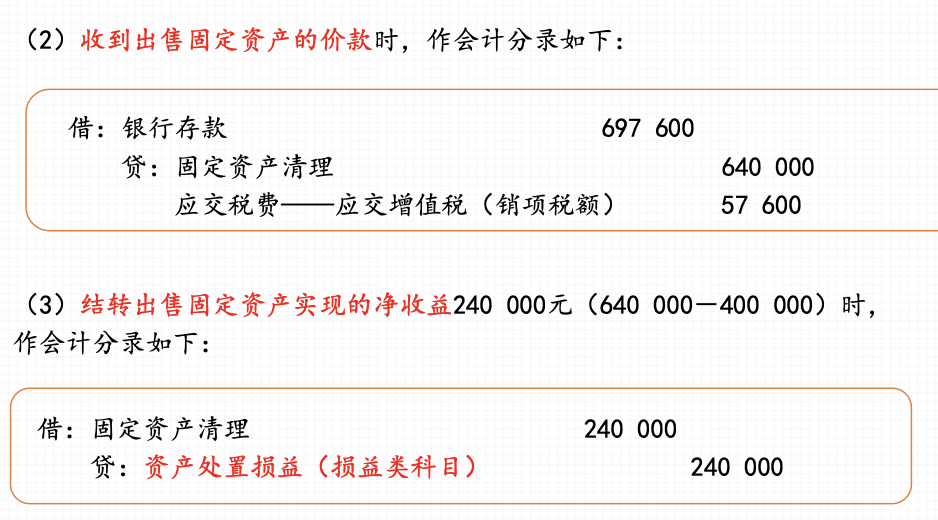 （2）收到出售固定资产的价款时，作会计分录如下：
借：银行存款 697 600
贷：固定资产清理 640 000
应交税费——应交增值税（销项税额） 57 600
（3）结转出售固定资产实现的净收益240 000元（640 000－400 000）时，
作会计分录如下：
借：固定资产清理 240 000
贷：资产处置损益（损益类科目） 240 000